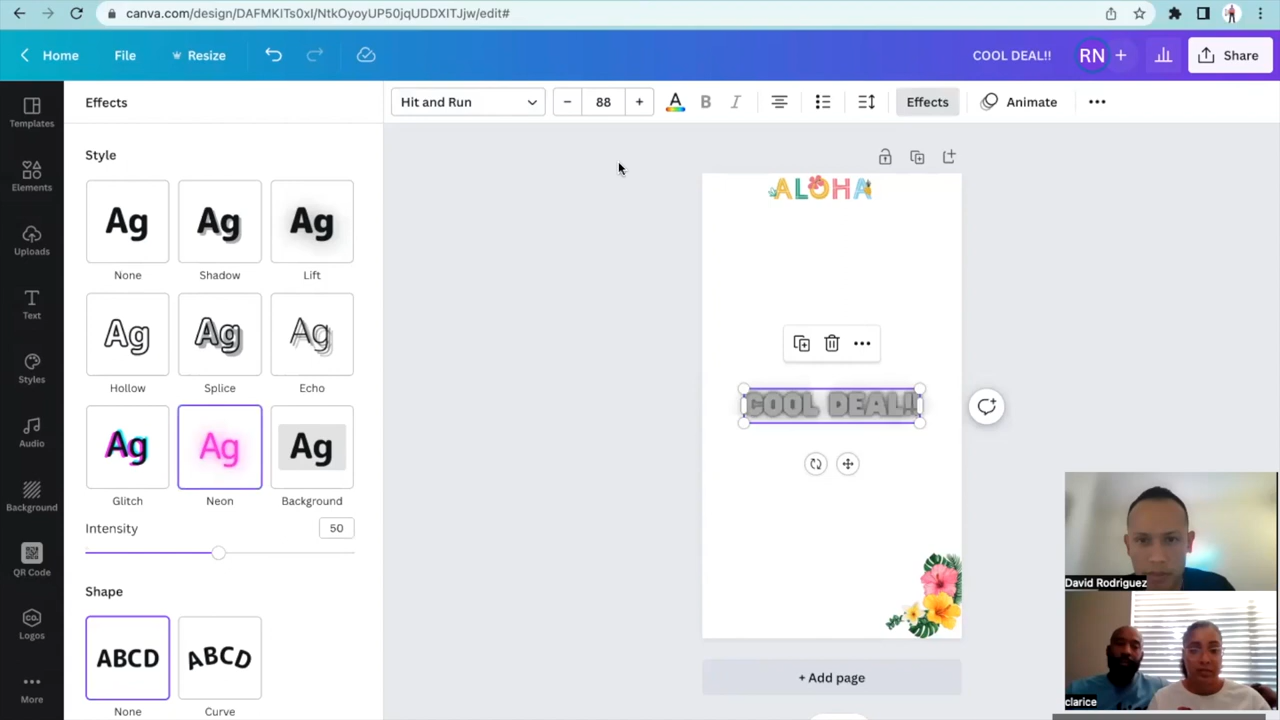 canva.com/design/DAFMKITs0xI/NtkOyoyUP50jqUDDXITJjw/edit#
Home
File
Resize
COOL DEAL!!
RN
Share
Templates
Elements
Uploads
Text
Styles
Audio
Background
QR Code
CO.
Logos
More
Effects
Hit and Run
88
A
B
I
Effects
Animate
Style
Ag
Ag
Ag
None
Shadow
Lift
Ag
Ag
Ag
Hollow
Splice
Echo
Ag
Ag
Ag
Glitch
Neon
Background
Intensity
50
Shape
ABCD
ABCD
None
Curve
ALOHA
COOL DEAL!!
+ Add page
David Rodriguez
clarice